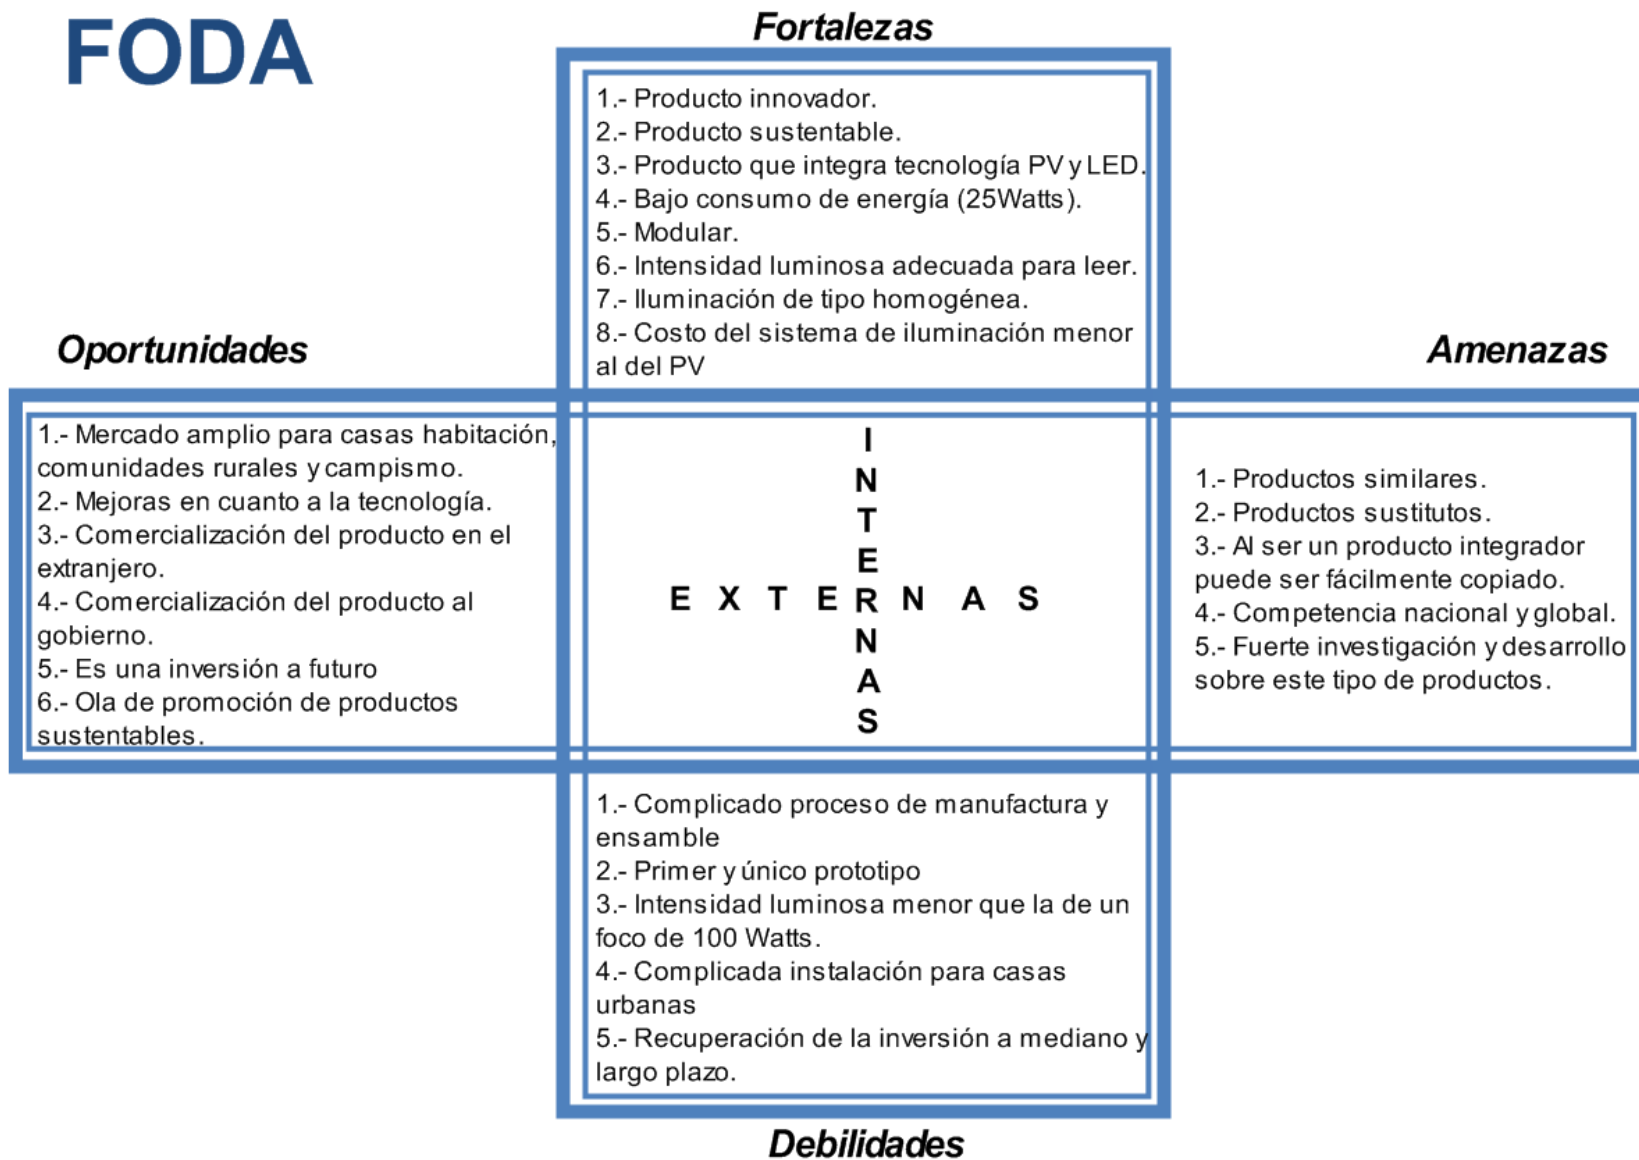 FODA
Fortalezas
1.- Producto innovador.
2.- Producto sustentable.
3.- Producto que integra tecnología PV y LED.
4.- Bajo consumo de energía (25Watts).
5.- Modular.
6.- Intensidad luminosa adecuada para leer.
7.- Iluminación de tipo homogénea.
8.- Costo del sistema de iluminación menor
al del PV
Oportunidades
1.- Mercado amplio para casas habitación,
comunidades rurales y campismo.
2.- Mejoras en cuanto a la tecnología.
3.- Comercialización del producto en el
extranjero.
4.- Comercialización del producto al
gobierno.
5.- Es una inversión a futuro
6.- Ola de promoción de productos
sustentables.
INTERNAS
EXTERNAS
Amenazas
1.- Productos similares.
2.- Productos sustitutos.
3.- Al ser un producto integrador
puede ser fácilmente copiado.
4.- Competencia nacional y global.
5.- Fuerte investigación y desarrollo
sobre este tipo de productos.
1.- Complicado proceso de manufactura y
ensamble
2.- Primer y único prototipo
3.- Intensidad luminosa menor que la de un
foco de 100 Watts.
4.- Complicada instalación para casas
urbanas
5.- Recuperación de la inversión a mediano y
largo plazo.
Debilidades